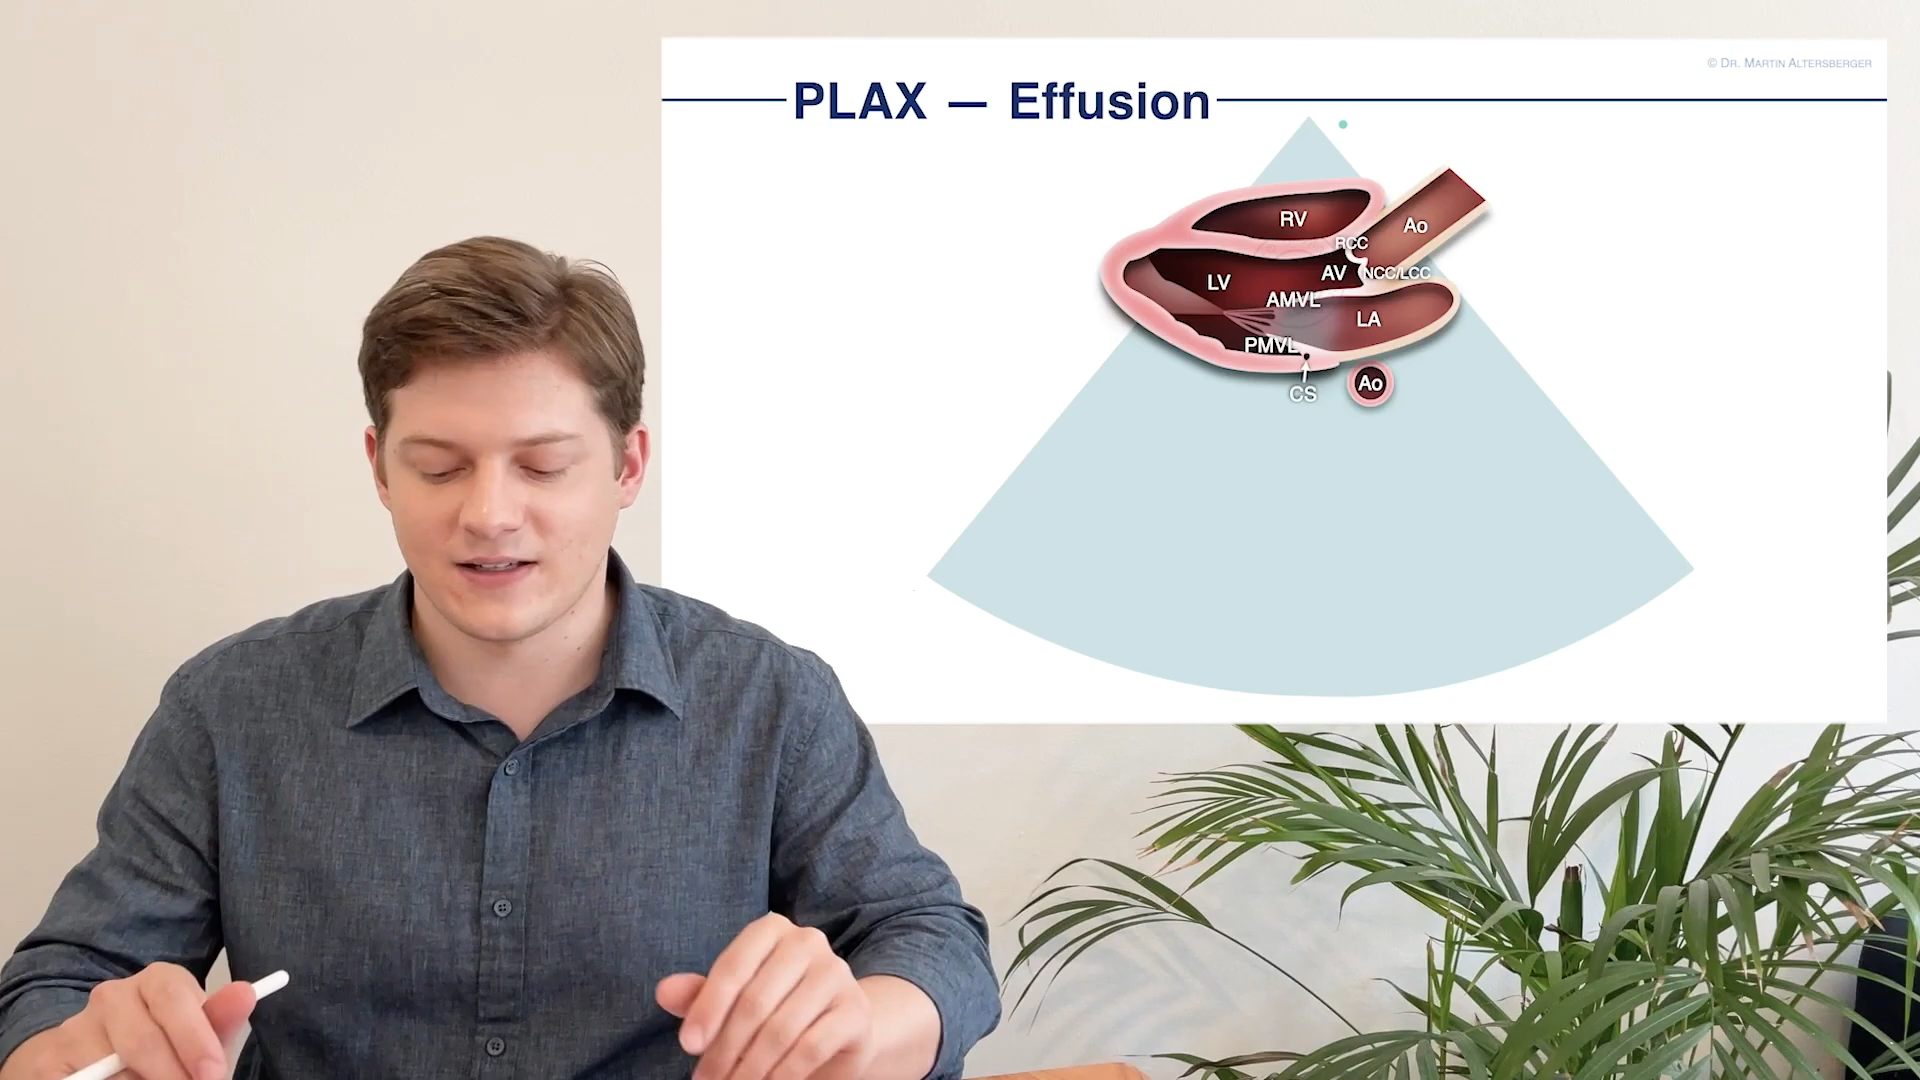 © Dr. Martin Altersberger
PLAX — Effusion
RV
Ao
RCC
LV
AV
NCC/LCC
AMVL
LA
PMVL
Ao
CS